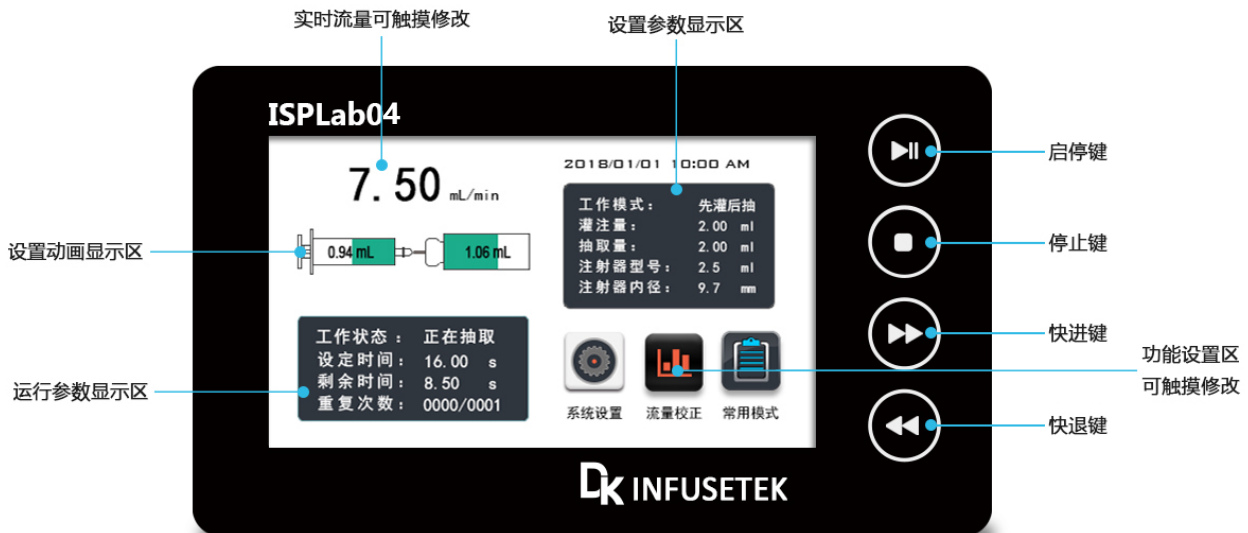 实时流量可触摸修改
设置参数显示区
ISPLab04
7.50 mL/min
2018/01/01 10:00 AM
工作模式： 先灌后抽
灌注量： 2.00 ml
抽取量： 2.00 ml
注射器型号： 2.5 ml
注射器内径： 9.7 mm
设置动画显示区
0.94 mL
1.06 mL
工作状态： 正在抽取
设定时间： 16.00 s
剩余时间： 8.50 s
重复次数： 0000/0001
运行参数显示区
系统设置
流量校正
常用模式
启停键
停止键
快进键
功能设置区
可触摸修改
快退键
DK INFUSETEK